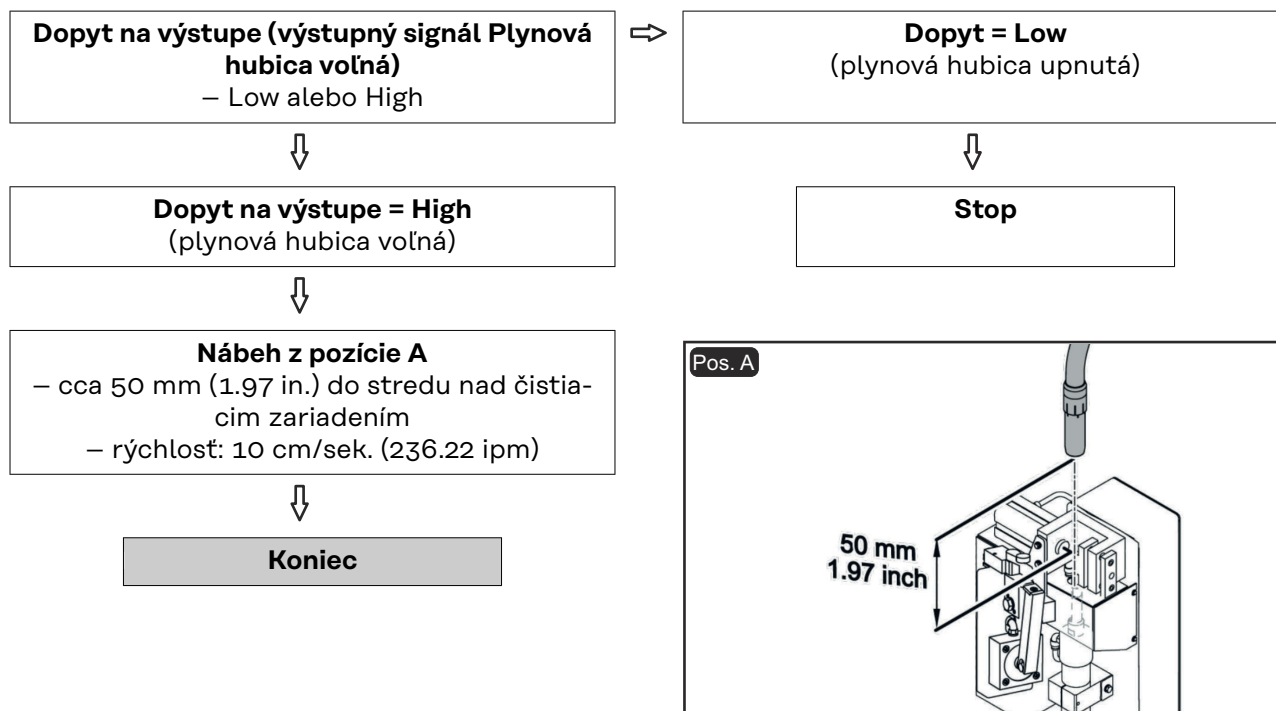 Dopyt na výstupe (výstupný signál Plynová
hubica voľná)
– Low alebo High
Dopyt = Low
(plynová hubica upnutá)
Dopyt na výstupe = High
(plynová hubica voľná)
Stop
Nábeh z pozície A
– cca 50 mm (1.97 in.) do stredu nad čistia-
cim zariadením
– rýchlosť: 10 cm/sek. (236.22 ipm)
Koniec
Pos. A
50 mm
1.97 inch